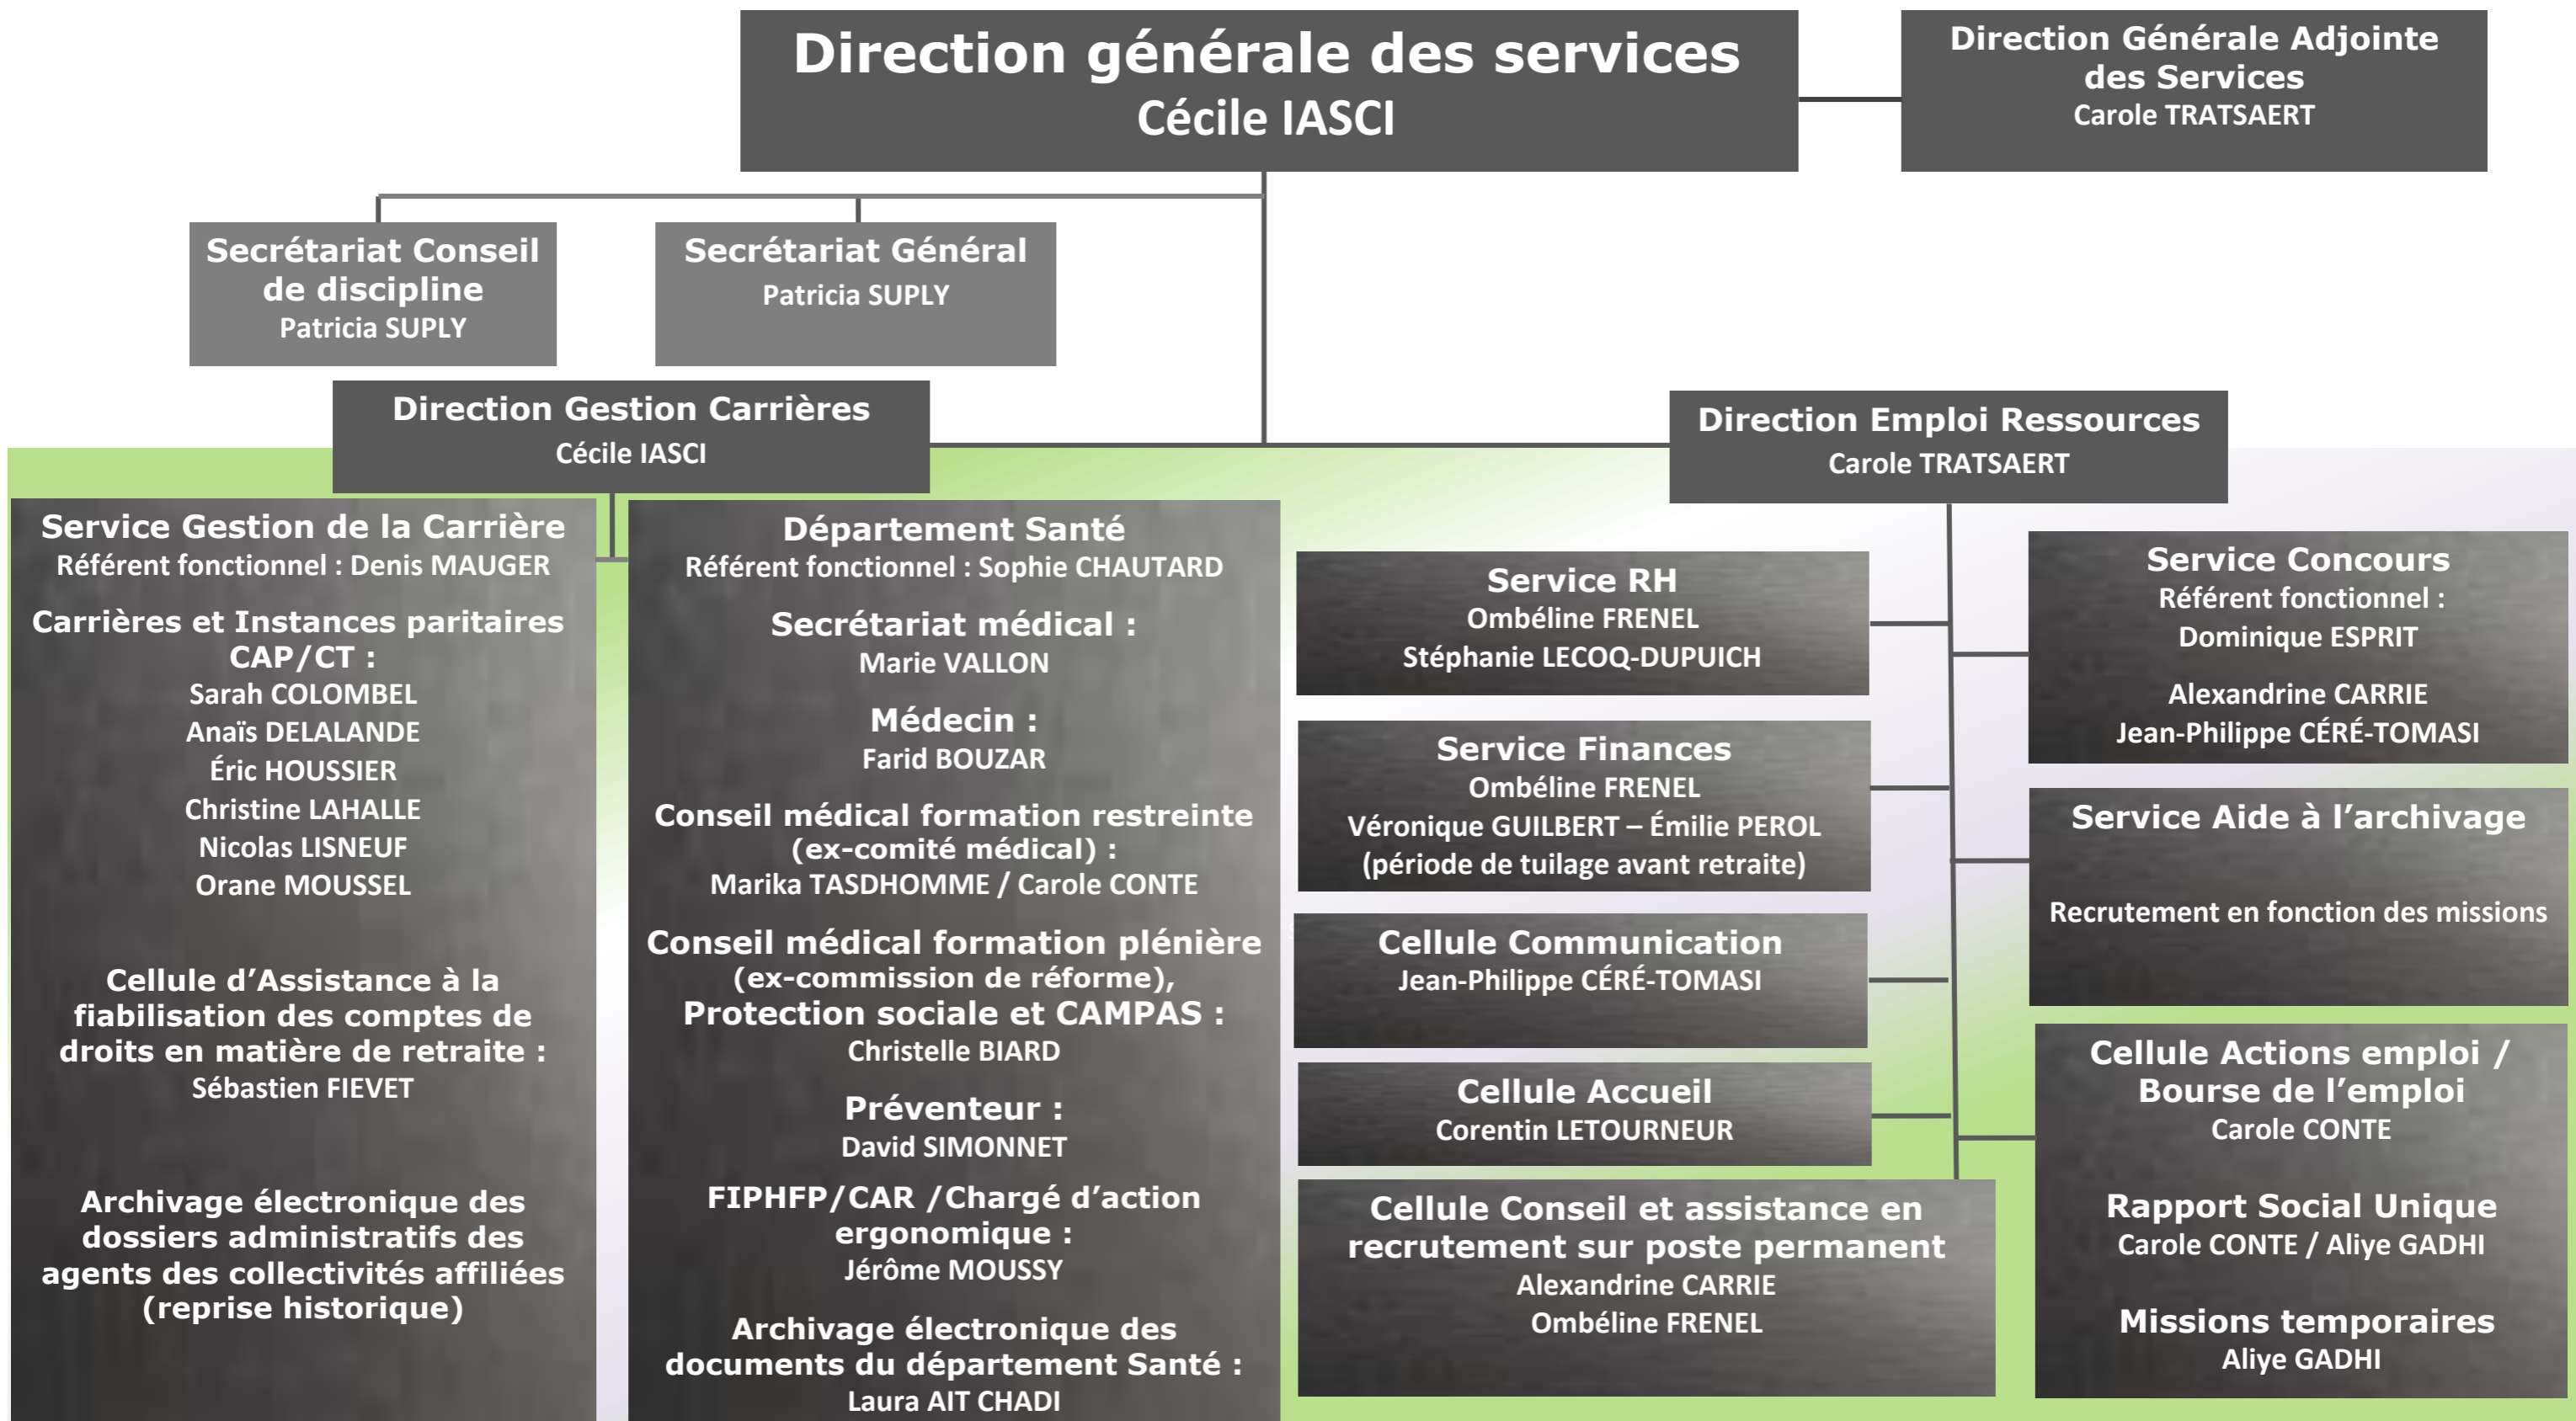 Direction générale des services
Cécile IASCI
Direction Générale Adjointe
des Services
Carole TRATSAERT
Secrétariat Conseil
de discipline
Patricia SUPLY
Secrétariat Général
Patricia SUPLY
Direction Gestion Carrières
Cécile IASCI
Direction Emploi Ressources
Carole TRATSAERT
Service Gestion de la Carrière
Référent fonctionnel : Denis MAUGER
Carrières et Instances paritaires
CAP/CT :
Sarah COLOMBEL
Anaïs DELALANDE
Éric HOUSSIER
Christine LAHALLE
Nicolas LISNEUF
Orane MOUSSEL
Cellule d’Assistance à la
fiabilisation des comptes de
droits en matière de retraite :
Sébastien FIEVET
Archivage électronique des
dossiers administratifs des
agents des collectivités affiliées
(reprise historique)
Département Santé
Référent fonctionnel : Sophie CHAUTARD
Secrétariat médical :
Marie VALLON
Médecin :
Farid BOUZAR
Conseil médical formation restreinte
(ex-comité médical) :
Marika TASDHOMME / Carole CONTE
Conseil médical formation plénière
(ex-commission de réforme),
Protection sociale et CAMPAS :
Christelle BIARD
Préventeur :
David SIMONNET
FIPHFP/CAR /Chargé d’action
ergonomique :
Jérôme MOUSSY
Archivage électronique des
documents du département Santé :
Laura AIT CHADI
Service RH
Ombéline FRENEL
Stéphanie LECOQ-DUPUICH
Service Finances
Ombéline FRENEL
Véronique GUILBERT – Émilie PEROL
(période de tuilage avant retraite)
Cellule Communication
Jean-Philippe CÉRÉ-TOMASI
Cellule Accueil
Corentin LETOURNEUR
Cellule Conseil et assistance en
recrutement sur poste permanent
Alexandrine CARRIE
Ombéline FRENEL
Service Concours
Référent fonctionnel :
Dominique ESPRIT
Alexandrine CARRIE
Jean-Philippe CÉRÉ-TOMASI
Service Aide à l’archivage
Recrutement en fonction des missions
Cellule Actions emploi /
Bourse de l’emploi
Carole CONTE
Rapport Social Unique
Carole CONTE / Aliye GADHI
Missions temporaires
Aliye GADHI